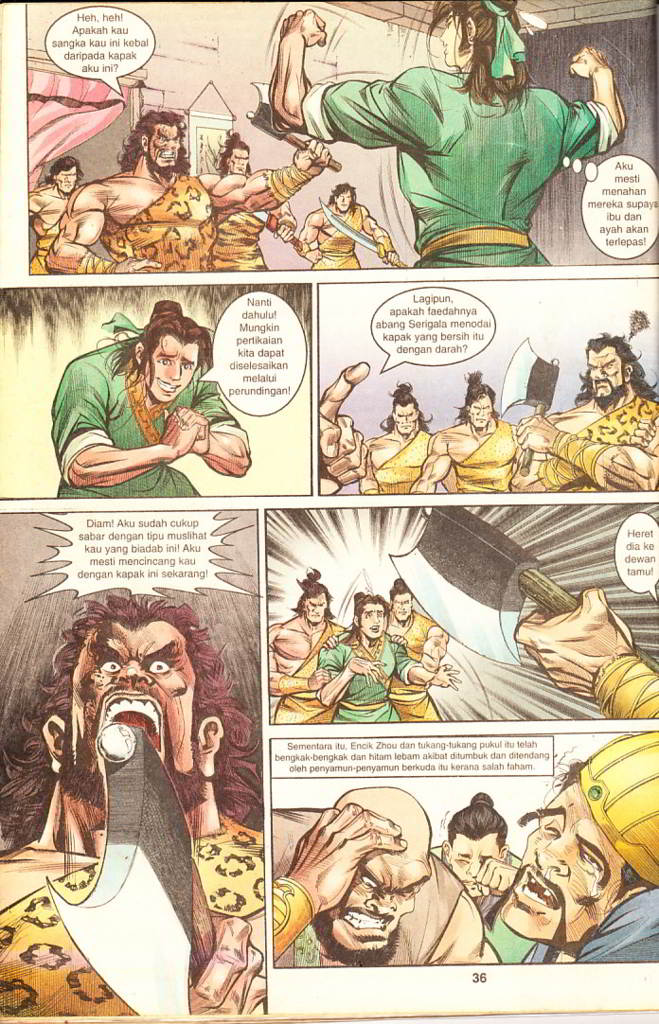 Heh, heh!
Apakah kau
sangka kau ini kebal
daripada kapak
aku ini?
Aku
mesti
menahan
mereka supaya
ibu dan
ayah akan
terlepas!
Nanti
dahulu!
Mungkin
pertikaian
kita dapat
diselesaikan
melalui
perundingan!
Lagipun,
apakah faedahnya
abang Serigala menodai
kapak yang bersih itu
dengan darah?
Diam! Aku sudah cukup
sabar dengan tipu muslihat
kau yang biadab ini! Aku
mesti mencincang kau
dengan kapak ini sekarang!
Heret
dia ke
dewan
tamu!
Sementara itu, Encik Zhou dan tukang-tukang pukul itu telah
bengkak-bengkak dan hitam lebam akibat ditumbuk dan ditendang
oleh penyamun-penyamun berkuda itu kerana salah faham.
36